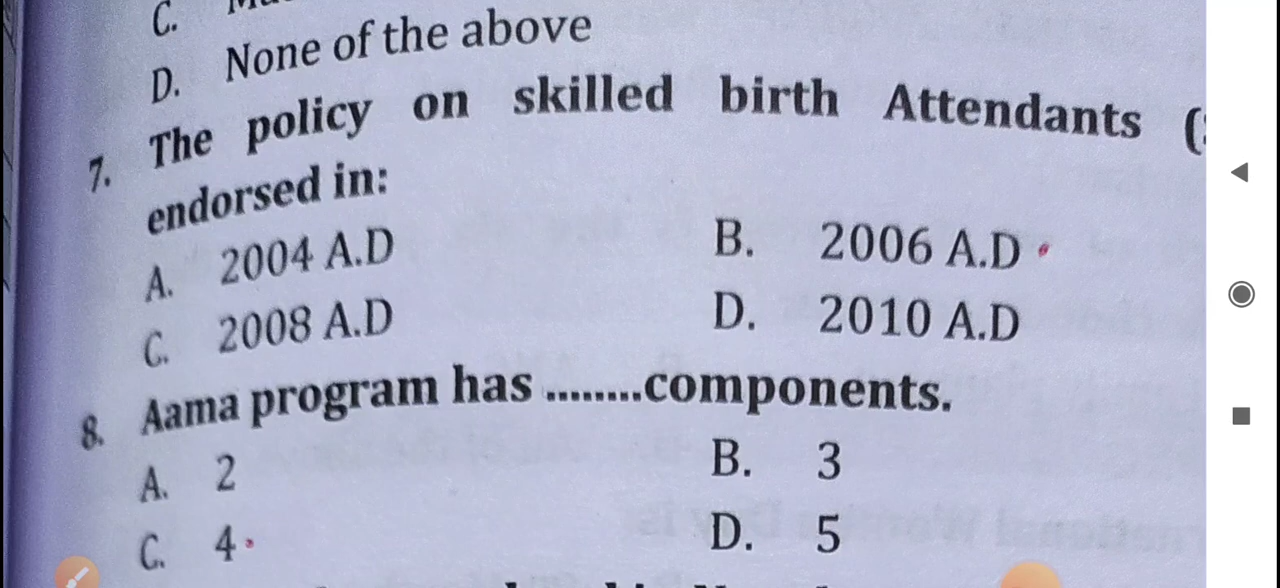 C.
D. None of the above
7. The policy on skilled birth Attendants (
endorsed in:
A. 2004 A.D B. 2006 A.D
C. 2008 A.D D. 2010 A.D
8. Aama program has ........components.
A. 2 B. 3
C. 4 D. 5